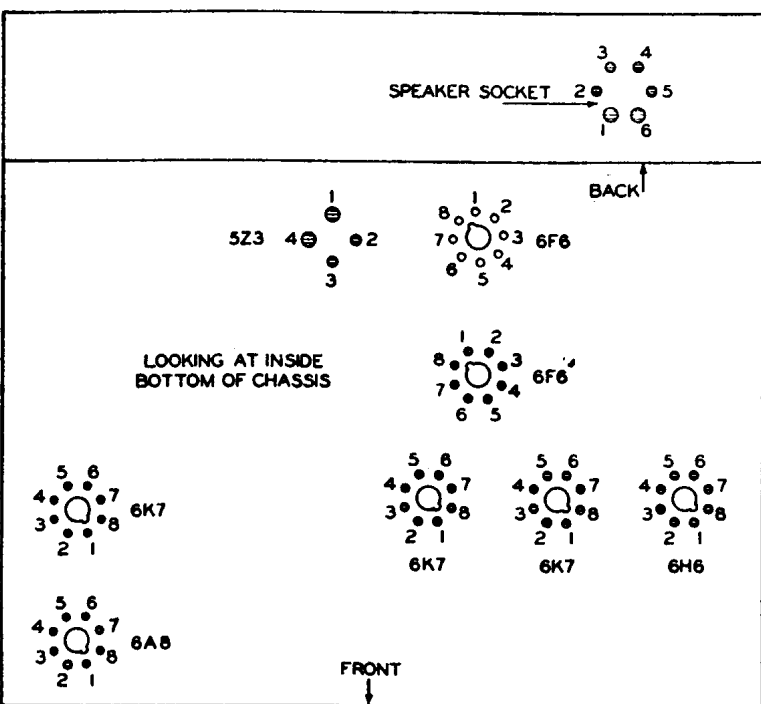 3 4
SPEAKER SOCKET 2 5
1 6
BACK
1
5Z3 4 2
3
1
8 2
7 3 6F6
6 4
5
LOOKING AT INSIDE
BOTTOM OF CHASSIS
1 2
8 3
6F6
7 4
6 5
5 6
4 7
6K7
3 8
2 1
5 6
4 7
3 8
2 1
6K7
5 6
4 7
3 8
2 1
6K7
5 6
4 7
3 8
2 1
6H6
5 6
4 7
6A8
3 8
2 1
FRONT